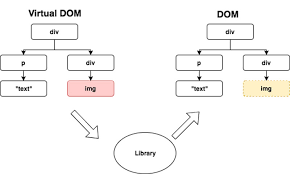 Virtual DOM
DOM
div
div
p
div
p
div
"text"
img
"text"
img
Library